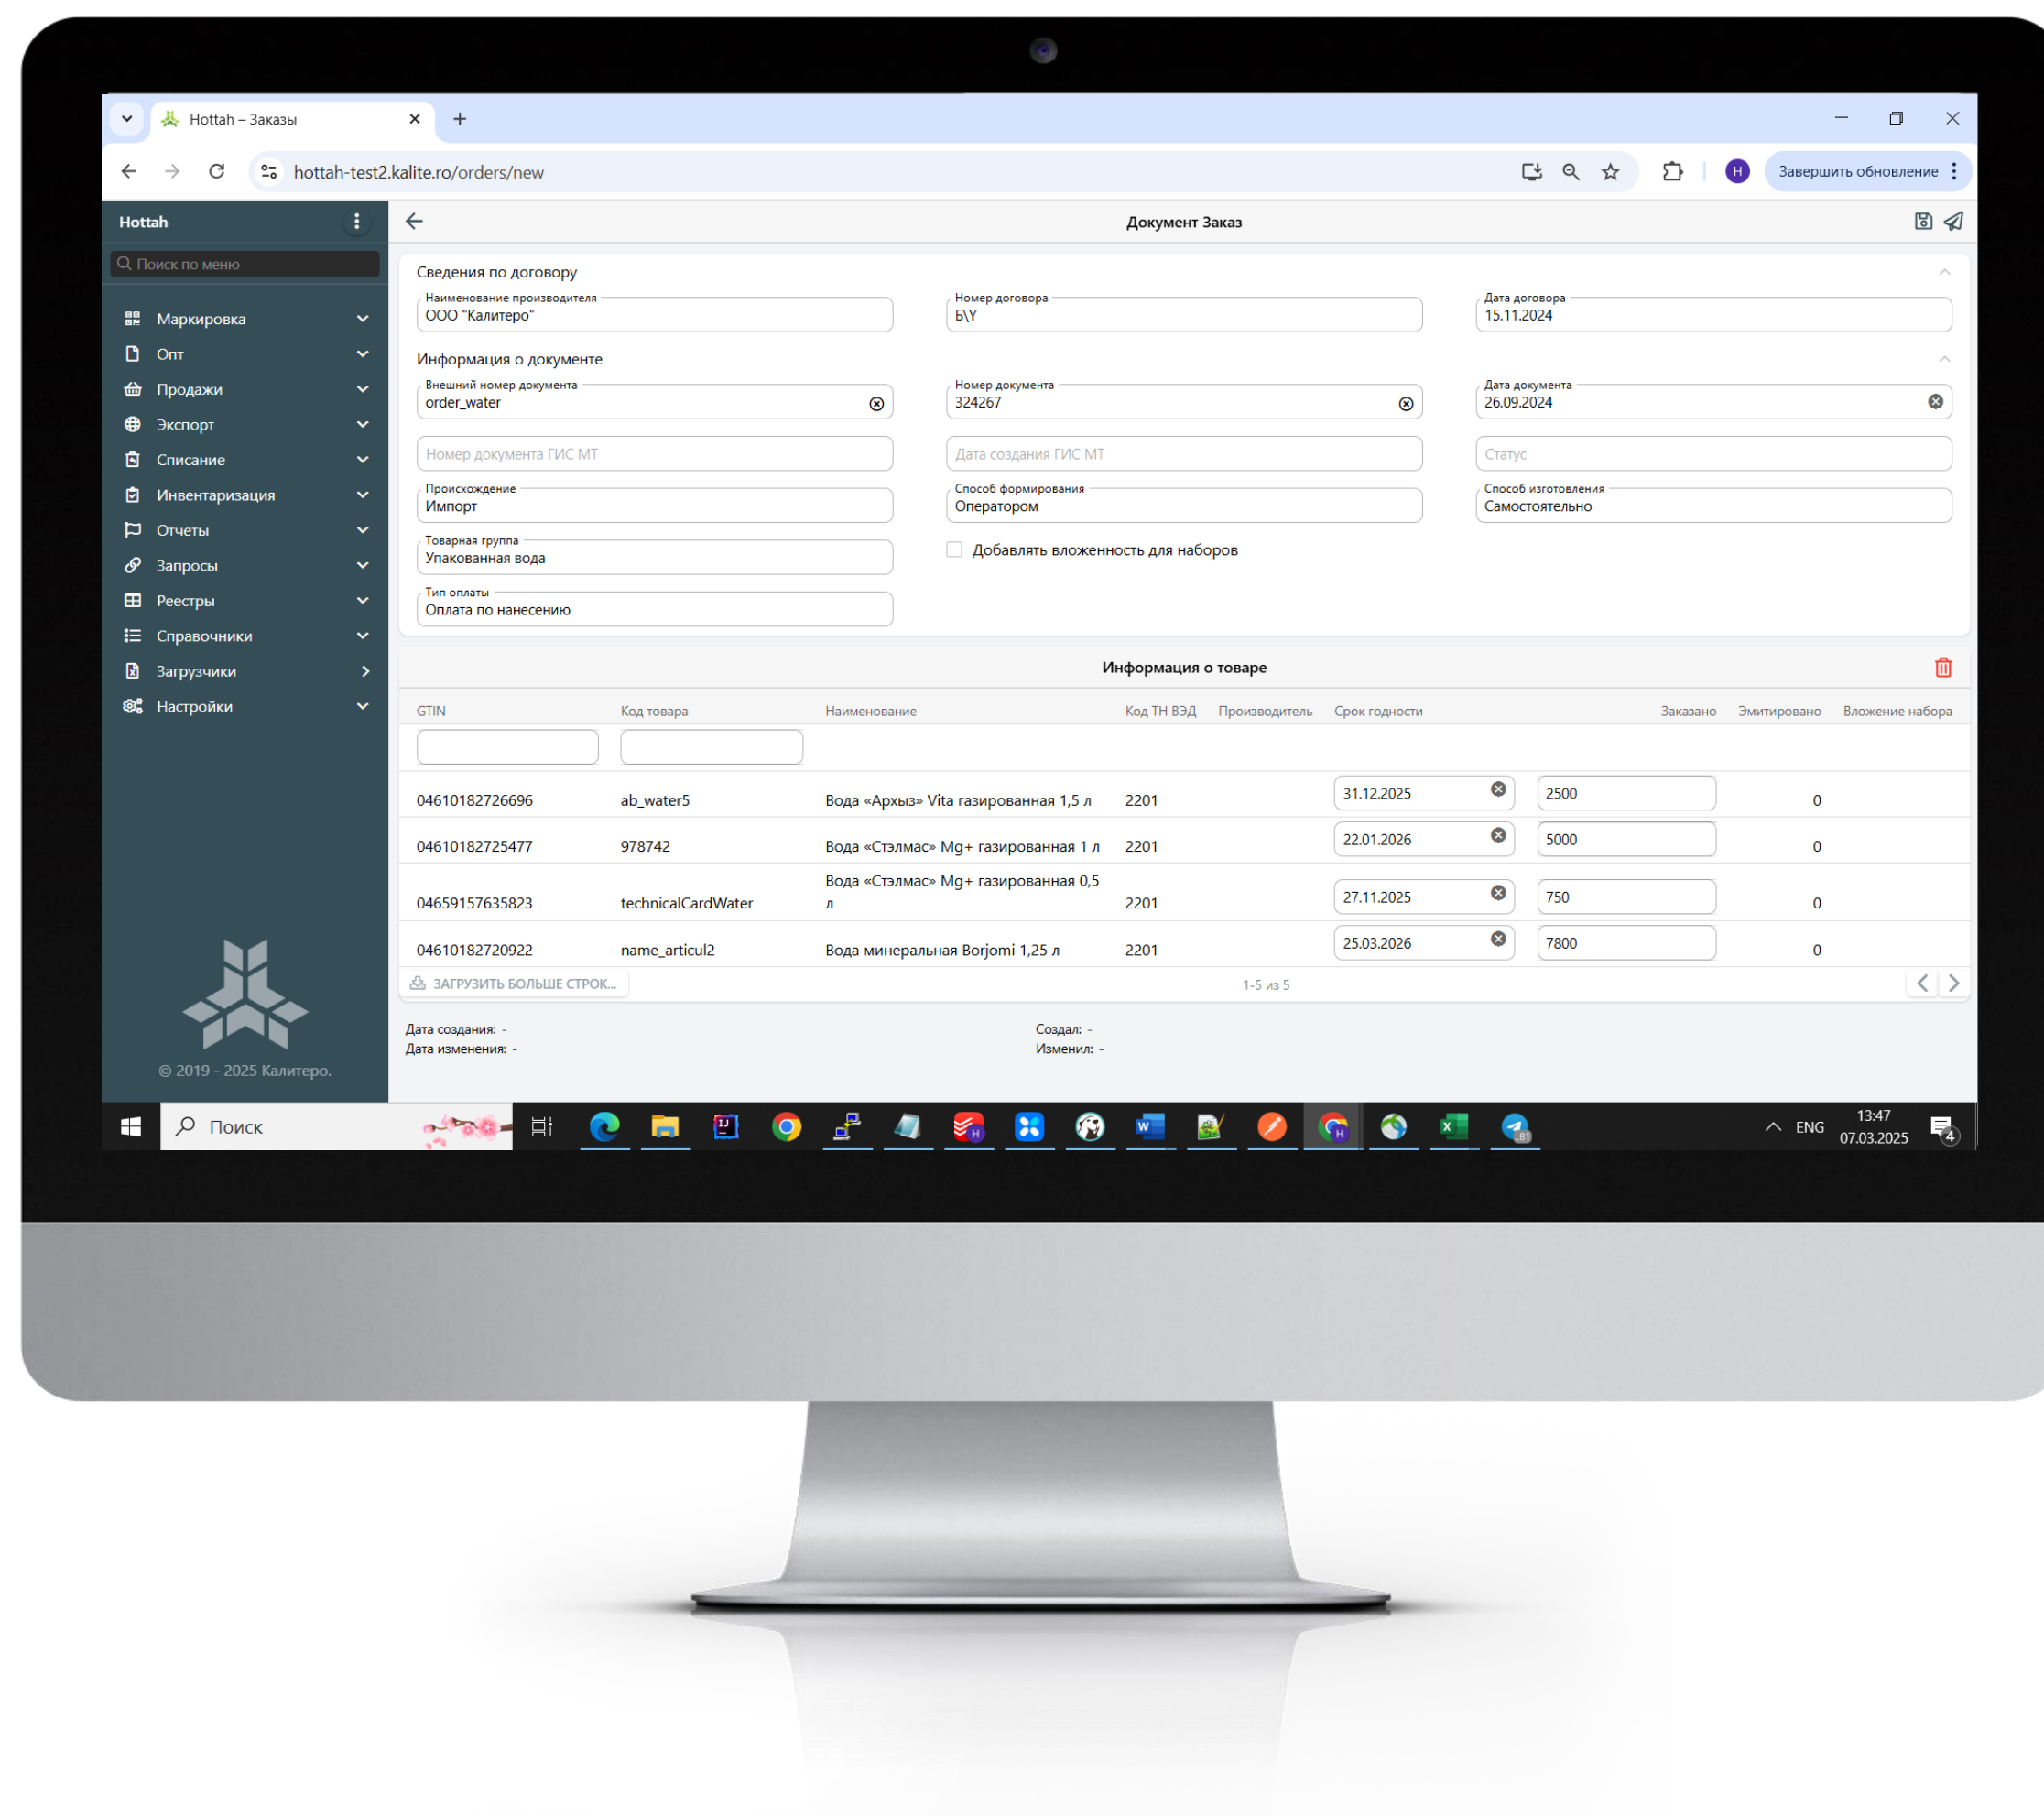 Hottah – Заказы
hottah-test2.kalite.ro/orders/new
Завершить обновление
Hottah
Документ Заказ
Поиск по меню
Маркировка
Опт
Продажи
Экспорт
Списание
Инвентаризация
Отчеты
Запросы
Реестры
Справочники
Загрузчики
Настройки
© 2019 - 2025 Калитеро.
Сведения по договору
Наименование производителя Номер договора Дата договора
ООО "Калитеро" Б\Y 15.11.2024
Информация о документе
Внешний номер документа Номер документа Дата документа
order_water 324267 26.09.2024
Номер документа ГИС МТ Дата создания ГИС МТ Статус
Происхождение Способ формирования Способ изготовления
Импорт Оператором Самостоятельно
Товарная группа
Упакованная вода Добавлять вложенность для наборов
Тип оплаты
Оплата по нанесению
Информация о товаре
GTIN Код товара Наименование Код ТН ВЭД Производитель Срок годности Заказано Эмитировано Вложение набора
04610182726696 ab_water5 Вода «Архыз» Vita газированная 1,5 л 2201 31.12.2025 2500 0
04610182725477 978742 Вода «Стэлмас» Mg+ газированная 1 л 2201 22.01.2026 5000 0
Вода «Стэлмас» Mg+ газированная 0,5
04659157635823 technicalCardWater л 2201 27.11.2025 750 0
04610182720922 name_articul2 Вода минеральная Borjomi 1,25 л 2201 25.03.2026 7800 0
ЗАГРУЗИТЬ БОЛЬШЕ СТРОК... 1-5 из 5
Дата создания: - Создал: -
Дата изменения: - Изменил: -
Поиск
ENG
13:47
07.03.2025
4